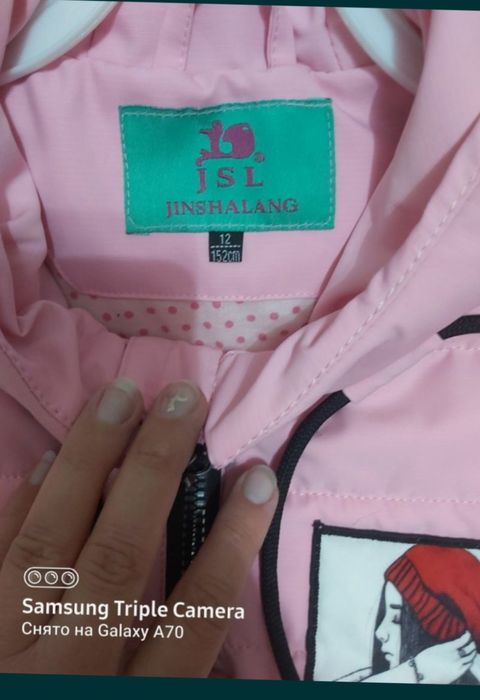 JSL
JINSHALANG
12
152cm
Samsung Triple Camera
Снято на Galaxy A70